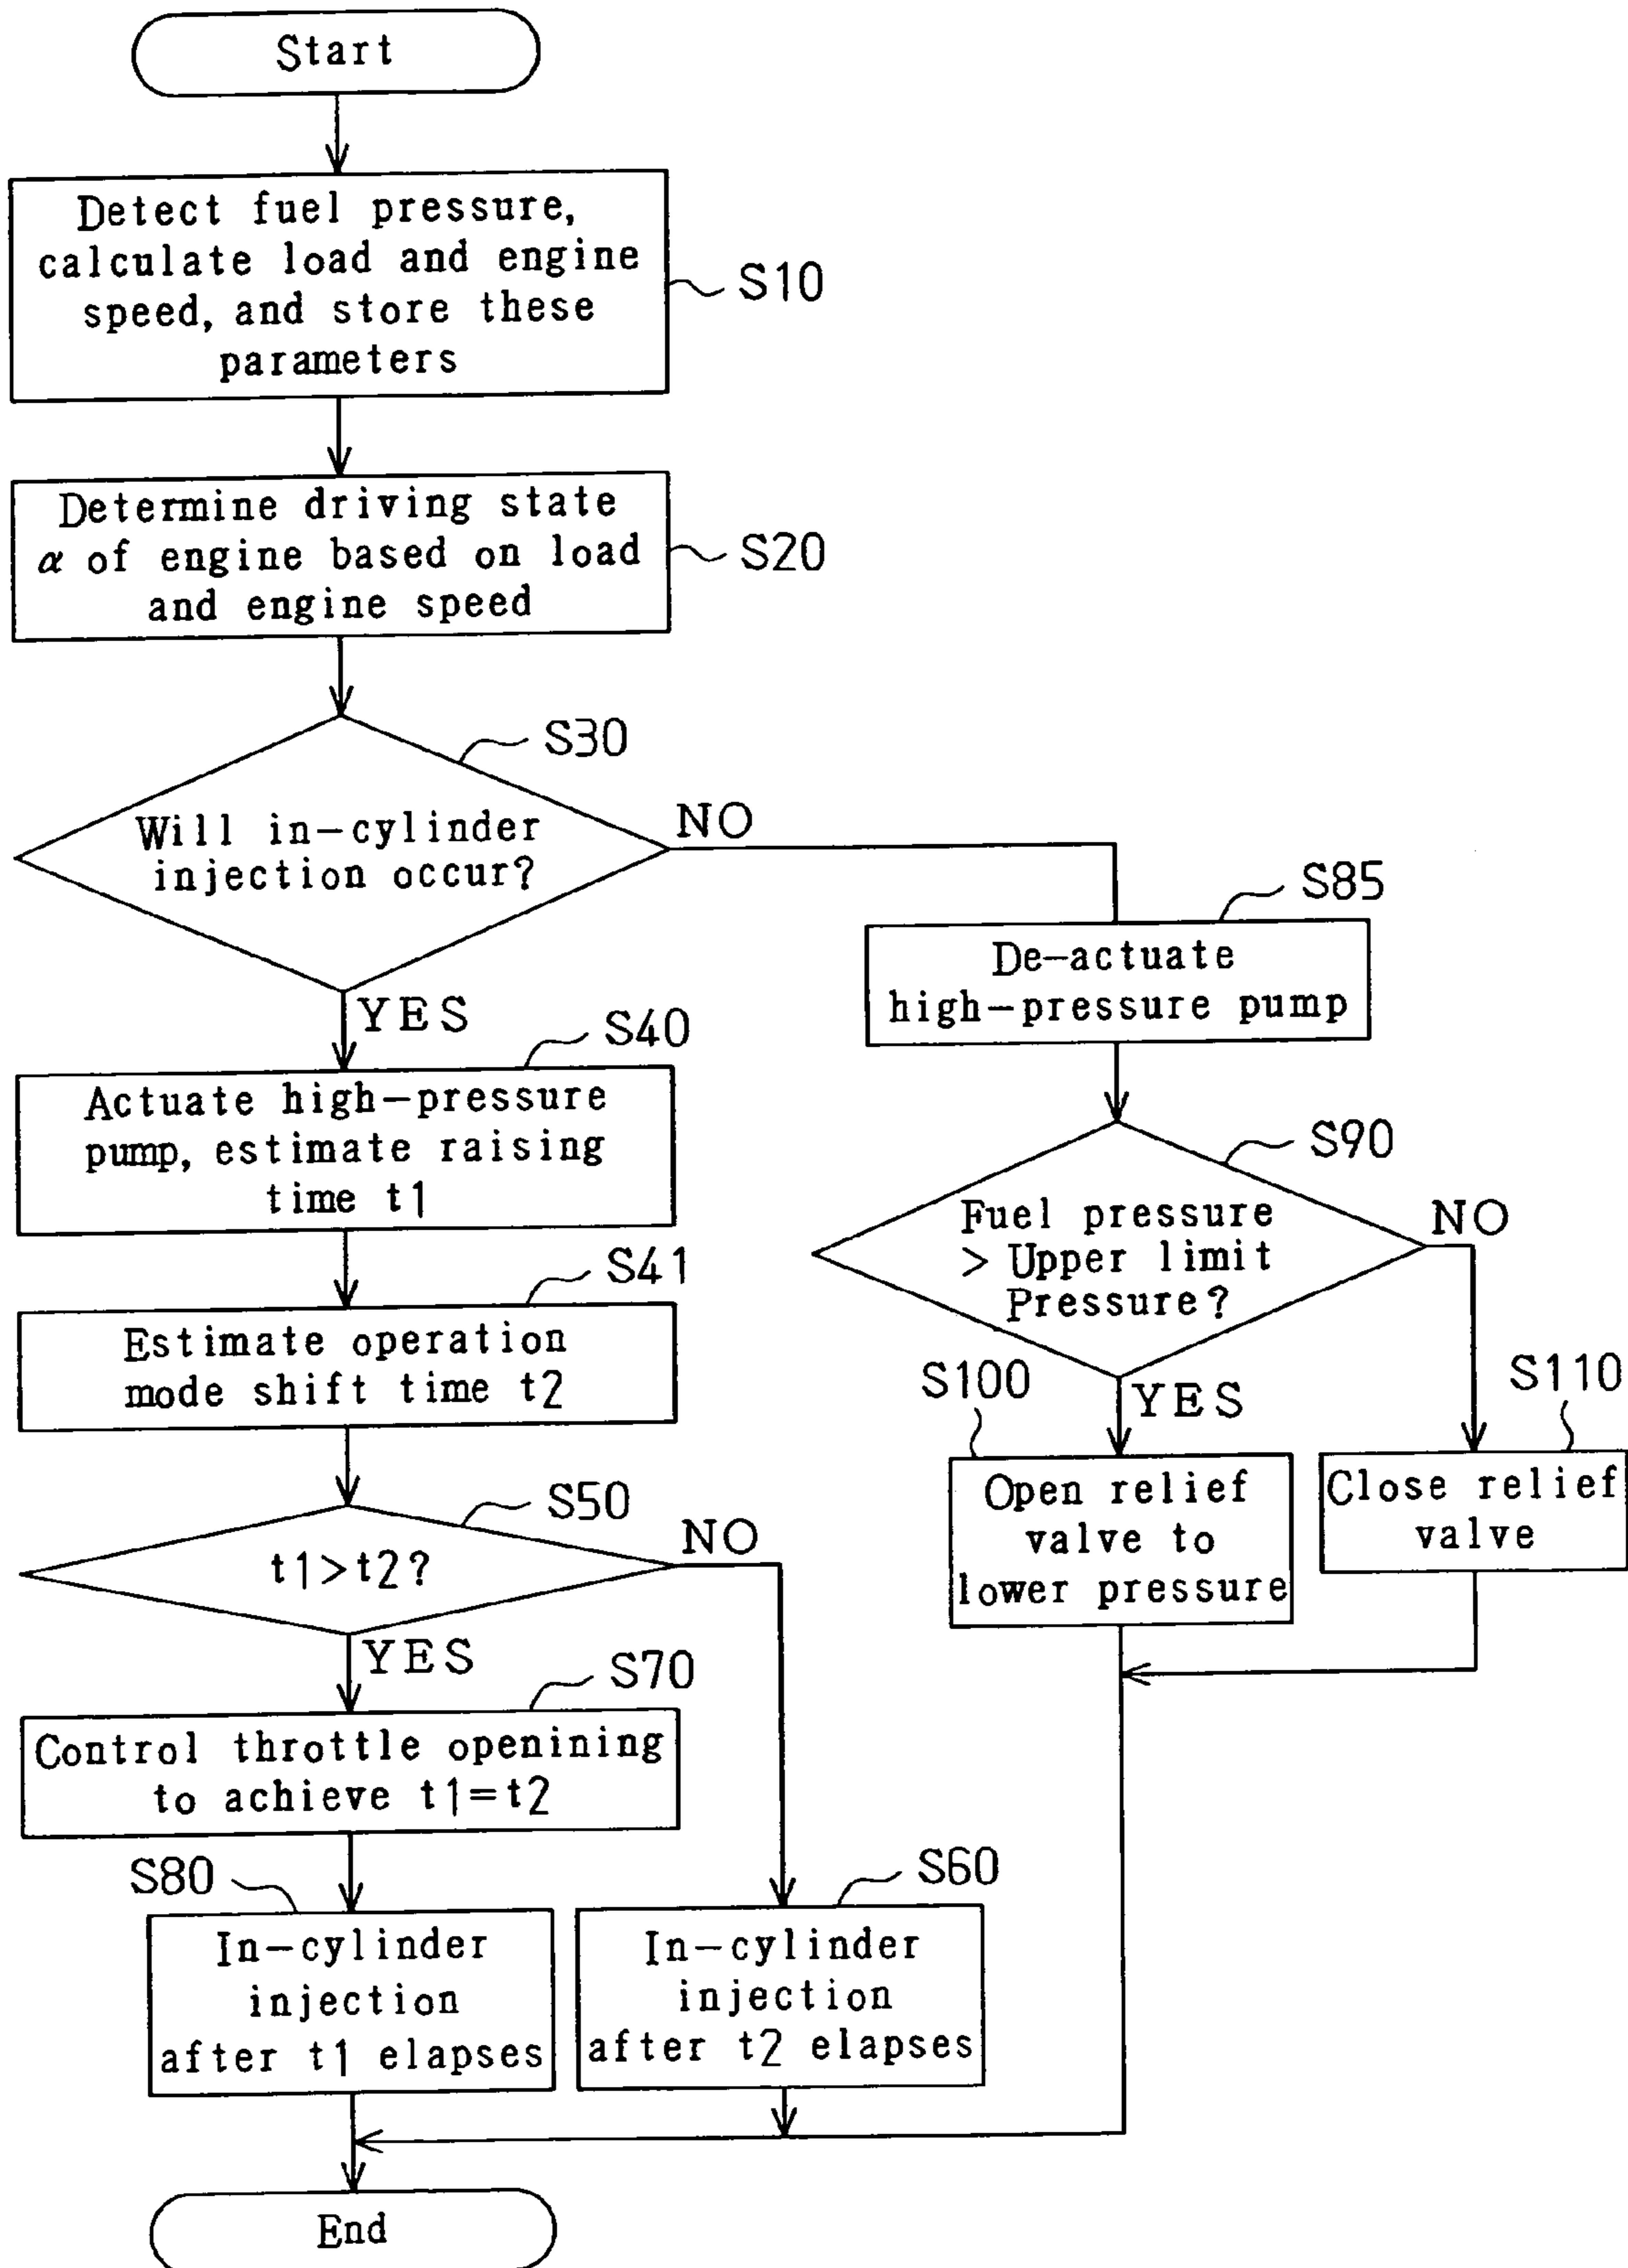 Start
Detect fuel pressure,
calculate load and engine
speed, and store these
parameters
S10
Determine driving state
α of engine based on load
and engine speed
S20
S30
Will in-cylinder
injection occur?
NO
YES
S85
De-actuate
high-pressure pump
S40
Actuate high-pressure
pump, estimate raising
time t1
S90
Fuel pressure
> Upper limit
Pressure?
NO
YES
S41
Estimate operation
mode shift time t2
S100
Open relief
valve to
lower pressure
S110
Close relief
valve
S50
t1>t2?
NO
YES
S70
Control throttle openining
to achieve t1=t2
S80
In-cylinder
injection
after t1 elapses
S60
In-cylinder
injection
after t2 elapses
End